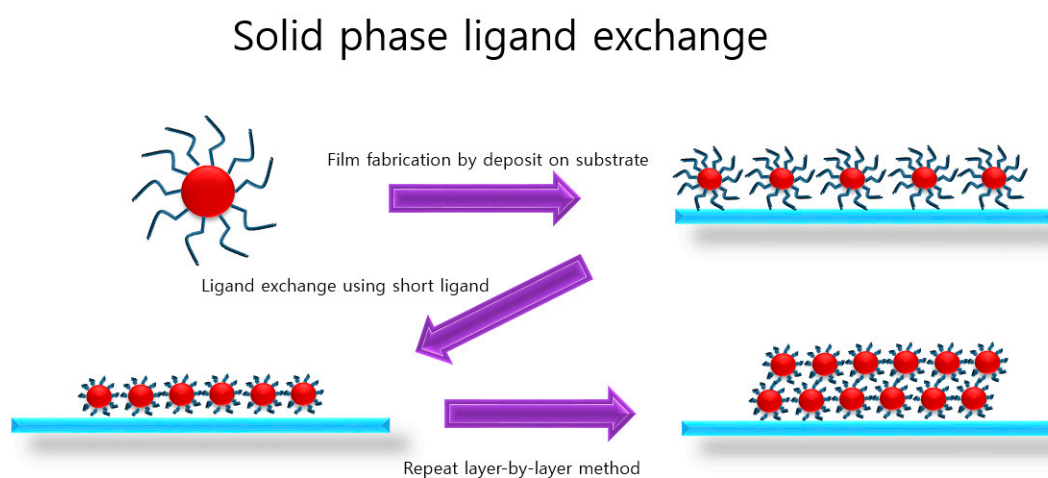 Solid phase ligand exchange
Film fabrication by deposit on substrate
Ligand exchange using short ligand
Repeat layer-by-layer method